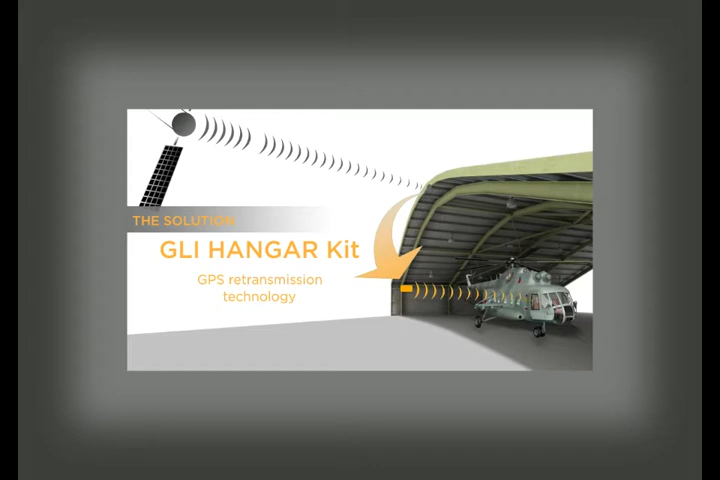 THE SOLUTION
GLI HANGAR Kit
GPS retransmission
technology